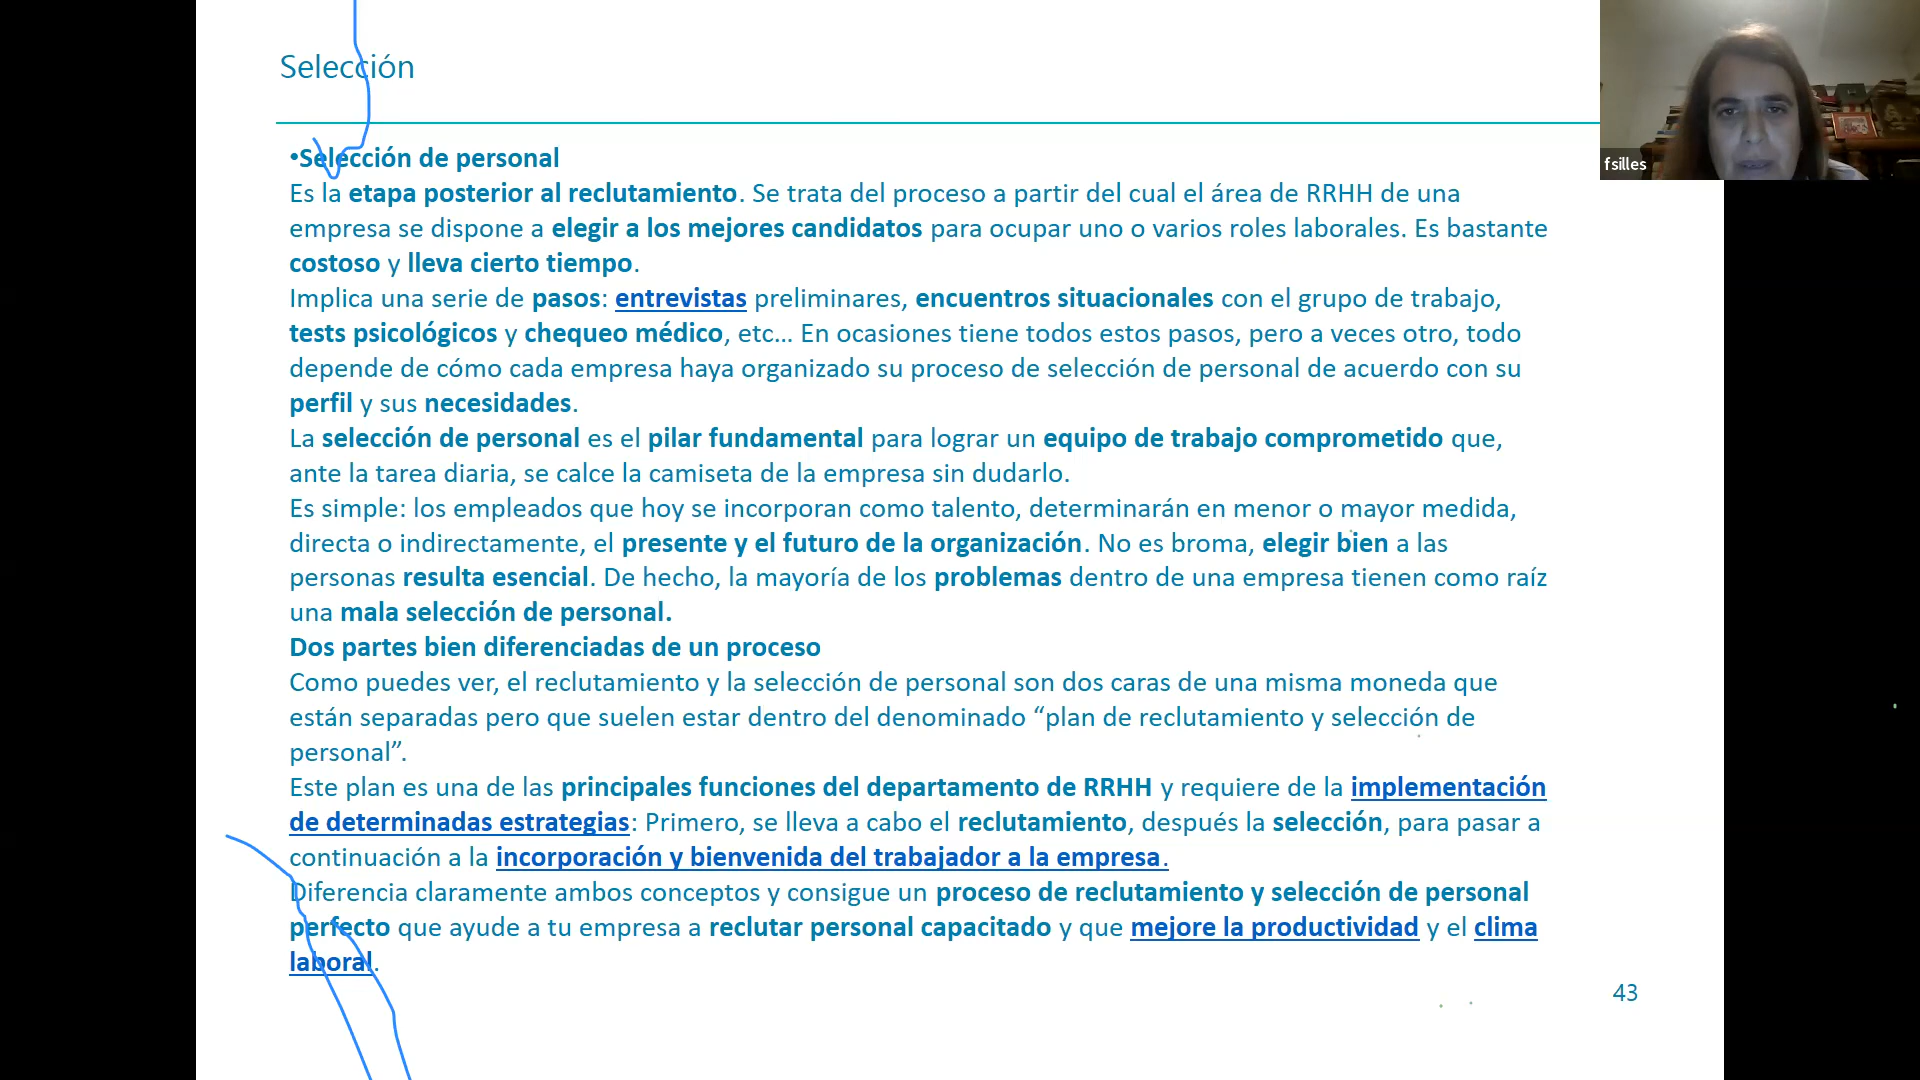 Selección
fsilles
•Selección de personal
Es la etapa posterior al reclutamiento. Se trata del proceso a partir del cual el área de RRHH de una
empresa se dispone a elegir a los mejores candidatos para ocupar uno o varios roles laborales. Es bastante
costoso y lleva cierto tiempo.
Implica una serie de pasos: entrevistas preliminares, encuentros situacionales con el grupo de trabajo,
tests psicológicos y chequeo médico, etc... En ocasiones tiene todos estos pasos, pero a veces otro, todo
depende de cómo cada empresa haya organizado su proceso de selección de personal de acuerdo con su
perfil y sus necesidades.
La selección de personal es el pilar fundamental para lograr un equipo de trabajo comprometido que,
ante la tarea diaria, se calce la camiseta de la empresa sin dudarlo.
Es simple: los empleados que hoy se incorporan como talento, determinarán en menor o mayor medida,
directa o indirectamente, el presente y el futuro de la organización. No es broma, elegir bien a las
personas resulta esencial. De hecho, la mayoría de los problemas dentro de una empresa tienen como raíz
una mala selección de personal.
Dos partes bien diferenciadas de un proceso
Como puedes ver, el reclutamiento y la selección de personal son dos caras de una misma moneda que
están separadas pero que suelen estar dentro del denominado “plan de reclutamiento y selección de
personal”.
Este plan es una de las principales funciones del departamento de RRHH y requiere de la implementación
de determinadas estrategias: Primero, se lleva a cabo el reclutamiento, después la selección, para pasar a
continuación a la incorporación y bienvenida del trabajador a la empresa.
Diferencia claramente ambos conceptos y consigue un proceso de reclutamiento y selección de personal
perfecto que ayude a tu empresa a reclutar personal capacitado y que mejore la productividad y el clima
laboral.
43